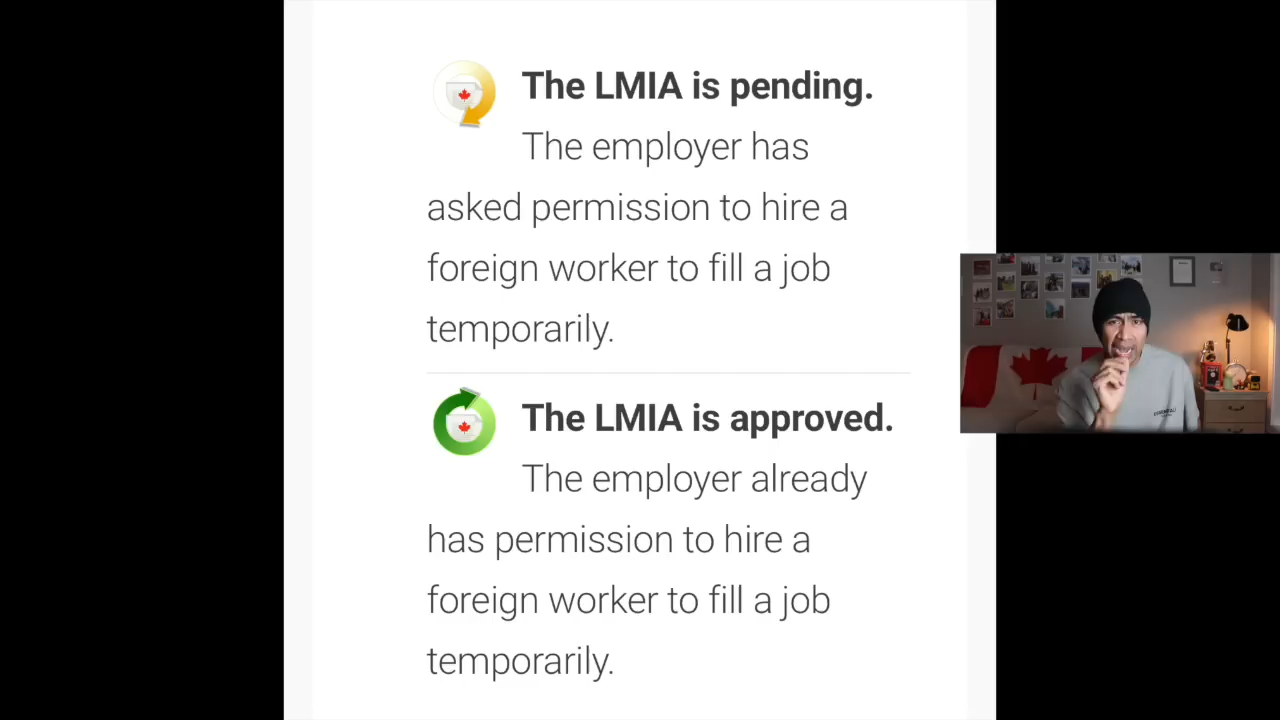 The LMIA is pending.
The employer has
asked permission to hire a
foreign worker to fill a job
temporarily.
The LMIA is approved.
The employer already
has permission to hire a
foreign worker to fill a job
temporarily.